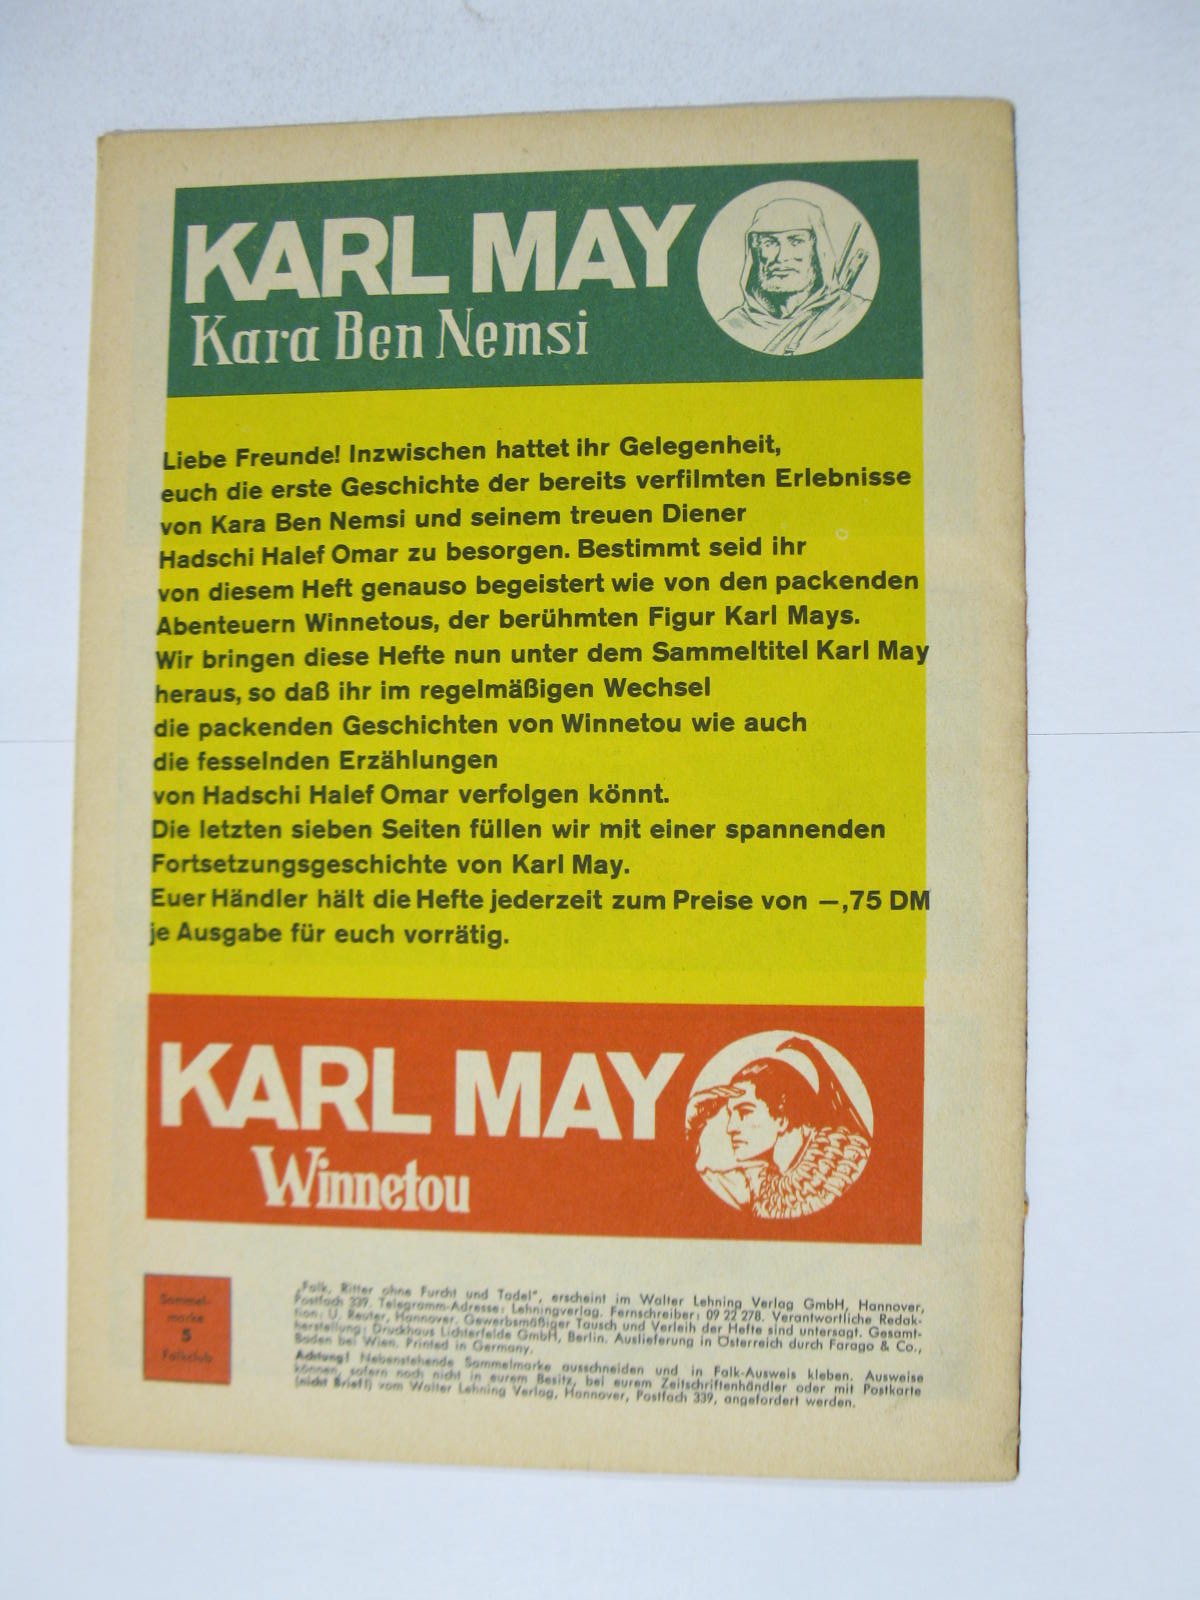 KARL MAY
Kara Ben Nemsi
Liebe Freunde! Inzwischen hattet ihr Gelegenheit,
euch die erste Geschichte der bereits verfilmten Erlebnisse
von Kara Ben Nemsi und seinem treuen Diener
Hadschi Halef Omar zu besorgen. Bestimmt seid ihr
von diesem Heft genauso begeistert wie von den packenden
Abenteuern Winnetous, der berühmten Figur Karl Mays.
Wir bringen diese Hefte nun unter dem Sammeltitel Karl May
heraus, so daß ihr im regelmäßigen Wechsel
die packenden Geschichten von Winnetou wie auch
die fesselnden Erzählungen
von Hadschi Halef Omar verfolgen könnt.
Die letzten sieben Seiten füllen wir mit einer spannenden
Fortsetzungsgeschichte von Karl May.
Euer Händler hält die Hefte jederzeit zum Preise von —,75 DM
je Ausgabe für euch vorrätig.
KARL MAY
Winnetou
Sammel-
marke
5
Falkclub
„Falk, Ritter ohne Furcht und Tadel", erscheint im Walter Lehning Verlag GmbH, Hannover,
Postfach 339. Telegramm-Adresse: Lehningverlag. Fernschreiber: 09 22 278. Verantwortliche Redak-
tion: U. Reuter, Hannover. Gewerbsmäßiger Tausch und Verleih der Hefte sind untersagt. Gesamt-
herstellung: Druckhaus Lichterfelde GmbH, Berlin. Auslieferung in Österreich durch Farago & Co.,
Baden bei Wien. Printed in Germany.
Achtung! Nebenstehende Sammelmarke ausschneiden und in Falk-Ausweis kleben. Ausweise
können, sofern noch nicht in eurem Besitz, bei eurem Zeitschriftenhändler oder mit Postkarte
(nicht Brief!) vom Walter Lehning Verlag, Hannover, Postfach 339, angefordert werden.